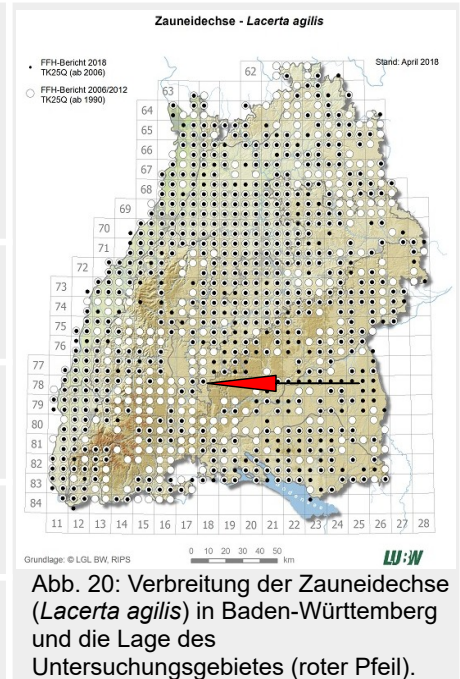 Zauneidechse - Lacerta agilis
• FFH-Bericht 2018
TK25Q (ab 2006)
○ FFH-Bericht 2006/2012
TK25Q (ab 1990)
Stand: April 2018
62
63
64
65
66
67
68
69
70
71
72
73
74
75
76
77
78
79
80
81
82
83
84
11 12 13 14 15 16 17 18 19 20 21 22 23 24 25 26 27 28
Grundlage: © LGL BW, RIPS
0 10 20 30 40 50
km
LUBW
Abb. 20: Verbreitung der Zauneidechse
(Lacerta agilis) in Baden-Württemberg
und die Lage des
Untersuchungsgebietes (roter Pfeil).